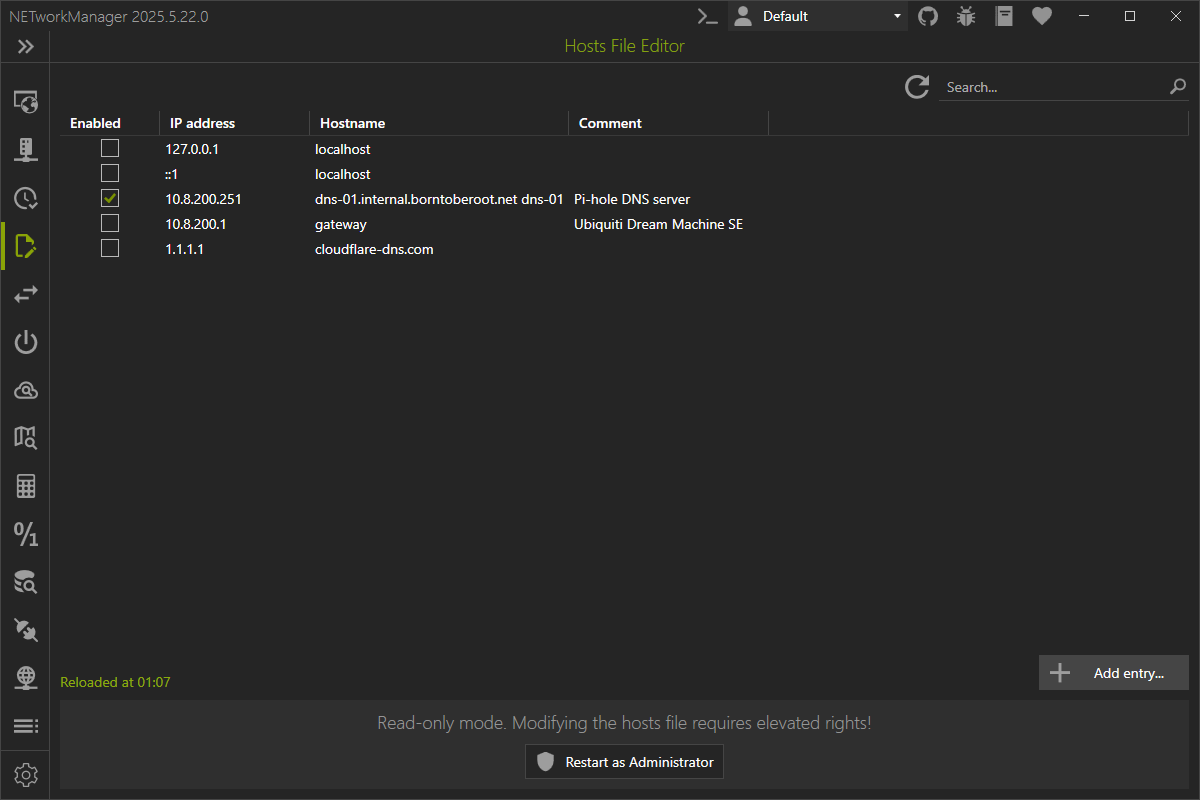 NETworkManager 2025.5.22.0
Default
Hosts File Editor
Search...
Enabled IP address Hostname Comment
127.0.0.1 localhost
::1 localhost
10.8.200.251 dns-01.internal.borntoberoot.net dns-01 Pi-hole DNS server
10.8.200.1 gateway Ubiquiti Dream Machine SE
1.1.1.1 cloudflare-dns.com
%1
Add entry...
Reloaded at 01:07
Read-only mode. Modifying the hosts file requires elevated rights!
Restart as Administrator